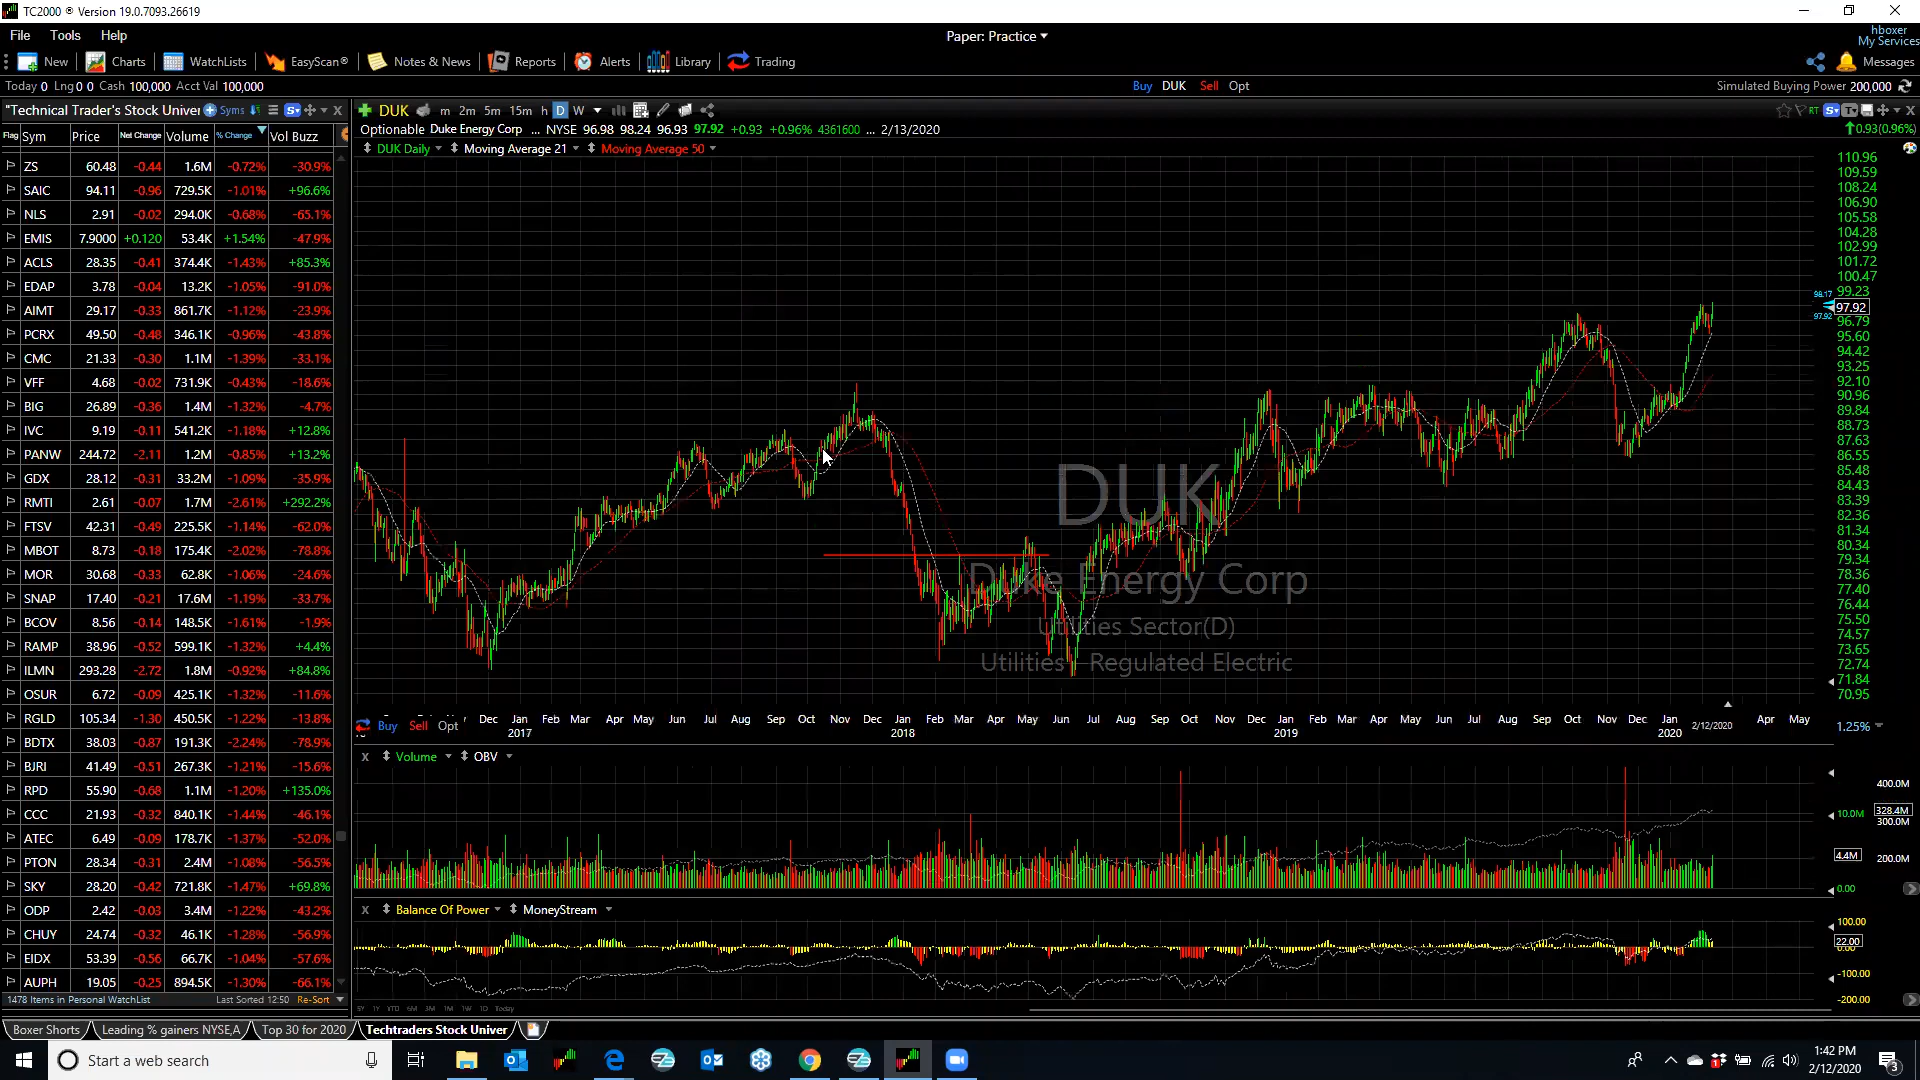 TC2000 ® Version 19.0.7093.26619
File Tools Help
Paper: Practice
hboxer
My Services
New Charts WatchLists EasyScan® Notes & News Reports Alerts Library Trading
Messages
Today 0 Lng 0 0 Cash 100,000 Acct Val 100,000
Buy DUK Sell Opt
Simulated Buying Power 200,000
"Technical Trader's Stock Univer Syms S
DUK m 2m 5m 15m h D W
RT S T
Flag Sym Price Net Change Volume % Change Vol Buzz
Optionable Duke Energy Corp ... NYSE 96.98 98.24 96.93 97.92 +0.93 +0.96% 4361600 ... 2/13/2020
0.93(0.96%)
DUK Daily Moving Average 21 Moving Average 50
ZS 60.48 -0.44 1.6M -0.72% -30.9%
SAIC 94.11 -0.96 729.5K -1.01% +96.6%
NLS 2.91 -0.02 294.0K -0.68% -65.1%
EMIS 7.9000 +0.120 53.4K +1.54% -47.9%
ACLS 28.35 -0.41 374.4K -1.43% +85.3%
EDAP 3.78 -0.04 13.2K -1.05% -91.0%
AIMT 29.17 -0.33 861.7K -1.12% -23.9%
PCRX 49.50 -0.48 346.1K -0.96% -43.8%
CMC 21.33 -0.30 1.1M -1.39% -33.1%
VFF 4.68 -0.02 731.9K -0.43% -18.6%
BIG 26.89 -0.36 1.4M -1.32% -4.7%
IVC 9.19 -0.11 541.2K -1.18% +12.8%
PANW 244.72 -2.11 1.2M -0.85% +13.2%
GDX 28.12 -0.31 33.2M -1.09% -35.9%
RMTI 2.61 -0.07 1.7M -2.61% +292.2%
FTSV 42.31 -0.49 225.5K -1.14% -62.0%
MBOT 8.73 -0.18 175.4K -2.02% -78.8%
MOR 30.68 -0.33 62.8K -1.06% -24.6%
SNAP 17.40 -0.21 17.6M -1.19% -33.7%
BCOV 8.56 -0.14 148.5K -1.61% -1.9%
RAMP 38.96 -0.52 599.1K -1.32% +4.4%
ILMN 293.28 -2.72 1.8M -0.92% +84.8%
OSUR 6.72 -0.09 425.1K -1.32% -11.6%
RGLD 105.34 -1.30 450.5K -1.22% -13.8%
BDTX 38.03 -0.87 191.3K -2.24% -78.9%
BJRI 41.49 -0.51 267.3K -1.21% -15.6%
RPD 55.90 -0.68 1.1M -1.20% +135.0%
CCC 21.93 -0.32 840.1K -1.44% -46.1%
ATEC 6.49 -0.09 178.7K -1.37% -52.0%
PTON 28.34 -0.31 2.4M -1.08% -56.5%
SKY 28.20 -0.42 721.8K -1.47% +69.8%
ODP 2.42 -0.03 3.4M -1.22% -43.2%
CHUY 24.74 -0.32 46.1K -1.28% -56.9%
EIDX 53.39 -0.56 66.7K -1.04% -57.6%
AUPH 19.05 -0.25 894.5K -1.30% -66.1%
1478 Items in Personal WatchList Last Sorted 12:50 Re-Sort
DUK
Duke Energy Corp
Utilities Sector(D)
Utilities - Regulated Electric
110.96
109.59
108.24
106.90
105.58
104.28
102.99
101.72
100.47
99.23
98.17
97.92
97.92
96.79
95.60
94.42
93.25
92.10
90.96
89.84
88.73
87.63
86.55
85.48
84.43
83.39
82.36
81.34
80.34
79.34
78.36
77.40
76.44
75.50
74.57
73.65
72.74
71.84
70.95
Dec Jan Feb Mar Apr May Jun Jul Aug Sep Oct Nov Dec Jan Feb Mar Apr May Jun Jul Aug Sep Oct Nov Dec Jan Feb Mar Apr May Jun Jul Aug Sep Oct Nov Dec Jan 2/12/2020 Apr May
Buy Sell Opt
1.25%
2017 2018 2019 2020
x Volume OBV
400.0M
10.0M
328.4M
300.0M
4.4M
200.0M
0.00
x Balance Of Power MoneyStream
100.00
22.00
-100.00
-200.00
5Y 1Y YTD 6M 3M 1M 1W 1D Today
Boxer Shorts Leading % gainers NYSE,A Top 30 for 2020 Techtraders Stock Univer
Start a web search
1:42 PM
2/12/2020
3